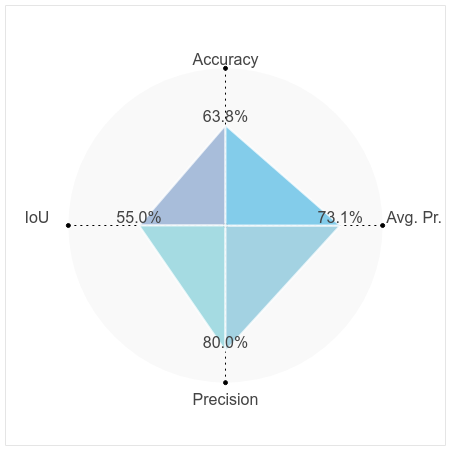 Accuracy
63.8%
IoU
55.0%
73.1%
Avg. Pr.
80.0%
Precision